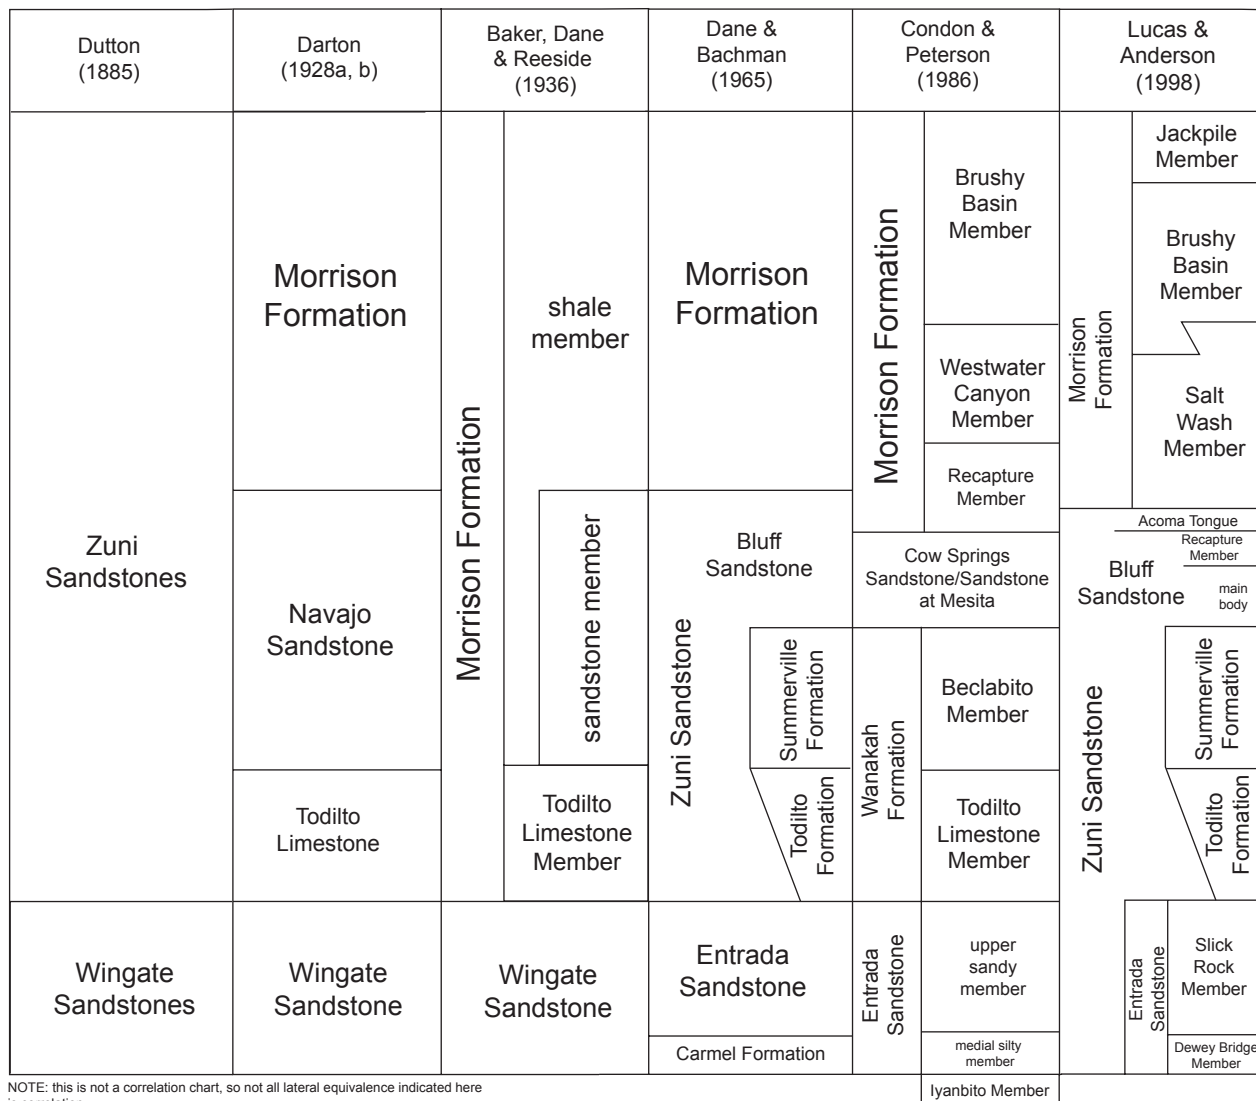 Dutton
(1885)
Darton
(1928a, b)
Baker, Dane
& Reeside
(1936)
Dane &
Bachman
(1965)
Condon &
Peterson
(1986)
Lucas &
Anderson
(1998)
Zuni
Sandstones
Wingate
Sandstones
Morrison
Formation
Navajo
Sandstone
Todilto
Limestone
Wingate
Sandstone
Morrison Formation
shale
member
sandstone member
Todilto
Limestone
Member
Wingate
Sandstone
Morrison
Formation
Bluff
Sandstone
Zuni Sandstone
Summerville
Formation
Todilto
Formation
Entrada
Sandstone
Carmel Formation
Morrison Formation
Brushy
Basin
Member
Westwater
Canyon
Member
Recapture
Member
Cow Springs
Sandstone/Sandstone
at Mesita
Wanakah
Formation
Beclabito
Member
Todilto
Limestone
Member
Entrada
Sandstone
upper
sandy
member
medial silty
member
Iyanbito Member
Morrison
Formation
Jackpile
Member
Brushy
Basin
Member
Salt
Wash
Member
Acoma Tongue
Recapture
Member
Bluff
Sandstone
main
body
Zuni Sandstone
Summerville
Formation
Todilto
Formation
Entrada
Sandstone
Slick
Rock
Member
Dewey Bridge
Member
NOTE: this is not a correlation chart, so not all lateral equivalence indicated here
is correlation